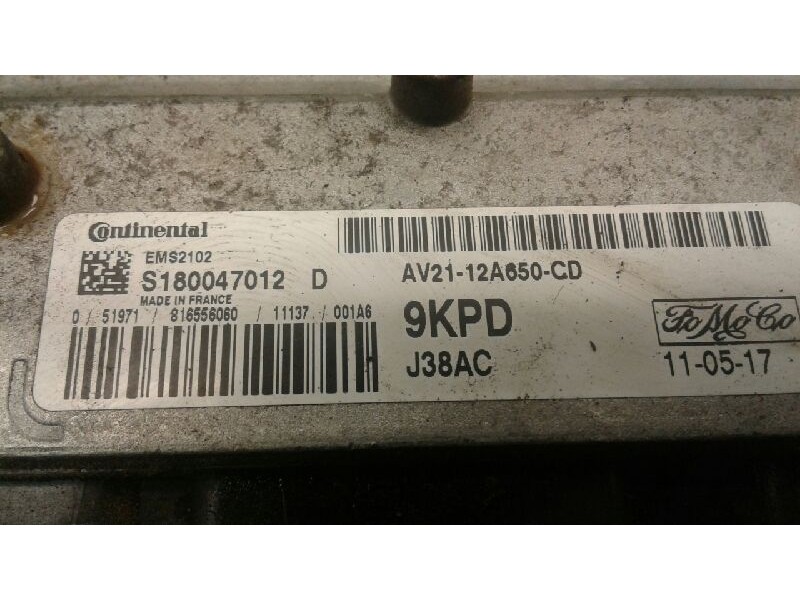 Continental
EMS2102
S180047012 D
MADE IN FRANCE
0 / 51971 / 816556060 / 11137 / 001A6
AV21-12A650-CD
9KPD
J38AC
FoMoCo
11-05-17